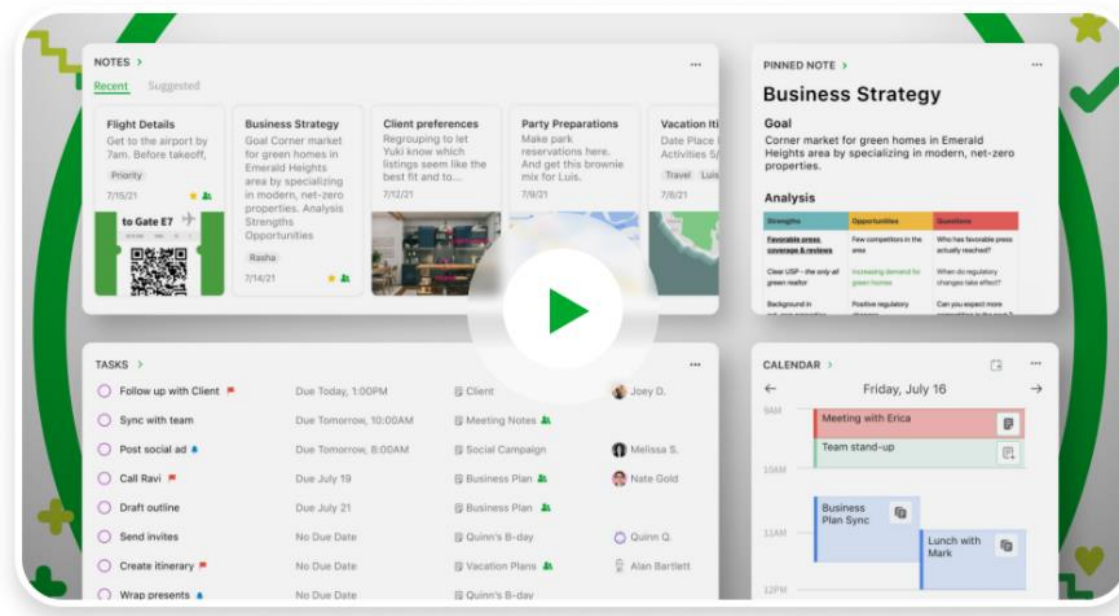 NOTES >
Recent Suggested
Flight Details
Get to the airport by
7am. Before takeoff,
Priority
7/15/21
to Gate E7
Business Strategy
Goal Corner market
for green homes in
Emerald Heights
area by specializing
in modern, net-zero
properties. Analysis
Strengths
Opportunities
Rasha
7/14/21
Client preferences
Regrouping to let
Yuki know which
listings seem like the
best fit and to...
7/12/21
Party Preparations
Make park
reservations here.
And get this brownie
mix for Luis.
7/9/21
Vacation Iti
Date Place
Activities 5/
Travel Luis
7/8/21
PINNED NOTE >
Business Strategy
Goal
Corner market for green homes in Emerald
Heights area by specializing in modern, net-zero
properties.
Analysis
Strengths Opportunities Questions
Favorable press
coverage & reviews
Few competitors in the
area
Who has favorable press
actually reached?
Clear USP – the only all
green realtor
Increasing demand for
green homes
When do regulatory
changes take effect?
Background in
Positive regulatory
Can you expect more
TASKS >
Follow up with Client Due Today, 1:00PM Client Joey D.
Sync with team Due Tomorrow, 10:00AM Meeting Notes
Post social ad Due Tomorrow, 8:00AM Social Campaign Melissa S.
Call Ravi Due July 19 Business Plan Nate Gold
Draft outline Due July 21 Business Plan
Send invites No Due Date Quinn's B-day Quinn Q.
Create itinerary No Due Date Vacation Plans Alan Bartlett
Wrap presents No Due Date Quinn's B-day
CALENDAR >
Friday, July 16
9AM
Meeting with Erica
Team stand-up
10AM
Business
Plan Sync
11AM
Lunch with
Mark
12PM